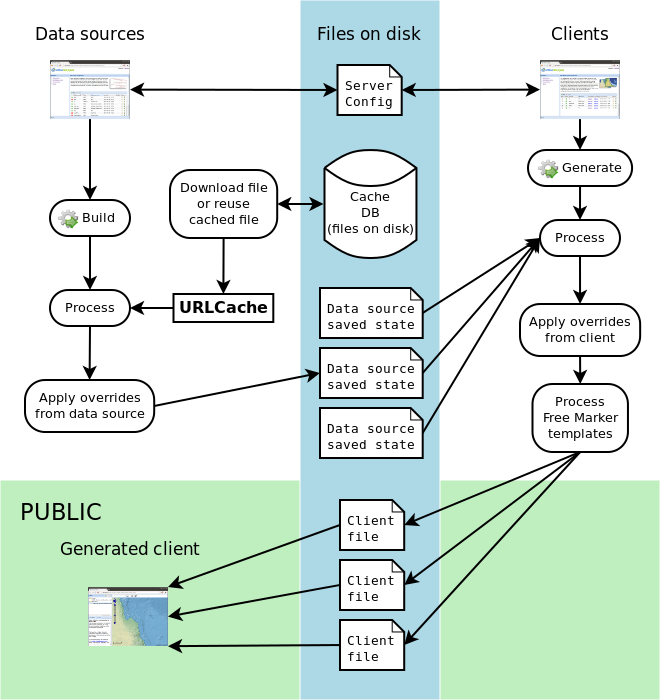 Data sources
Files on disk
Clients
Server
Config
Generate
Download file
or reuse
cached file
Cache
DB
(files on disk)
Build
Process
Process
URLCache
Data source
saved state
Apply overrides
from client
Data source
saved state
Apply overrides
from data source
Process
Free Marker
templates
Data source
saved state
PUBLIC
Client
file
Generated client
Client
file
Client
file